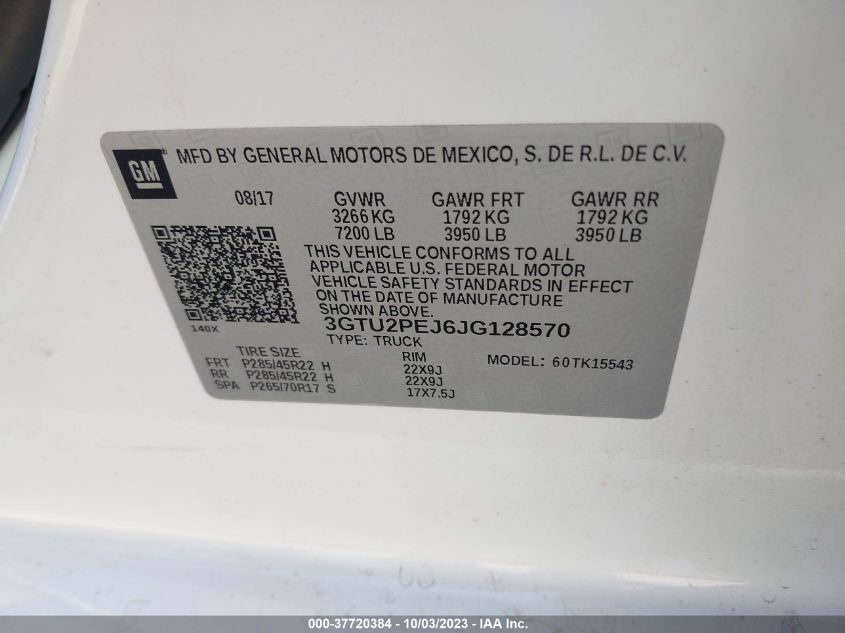 GM MFD BY GENERAL MOTORS DE MEXICO, S. DE R.L. DE C.V.
08/17 GVWR GAWR FRT GAWR RR
3266 KG 1792 KG 1792 KG
7200 LB 3950 LB 3950 LB
THIS VEHICLE CONFORMS TO ALL
APPLICABLE U.S. FEDERAL MOTOR
VEHICLE SAFETY STANDARDS IN EFFECT
ON THE DATE OF MANUFACTURE
SHOWN ABOVE.
140X 3GTU2PEJ6JG128570
TYPE: TRUCK
TIRE SIZE RIM MODEL: 60TK15543
FRT P285/45R22 H 22X9J
RR P285/45R22 H 22X9J
SPA P265/70R17 S 17X7.5J
000-37720384 - 10/03/2023 - IAA Inc.